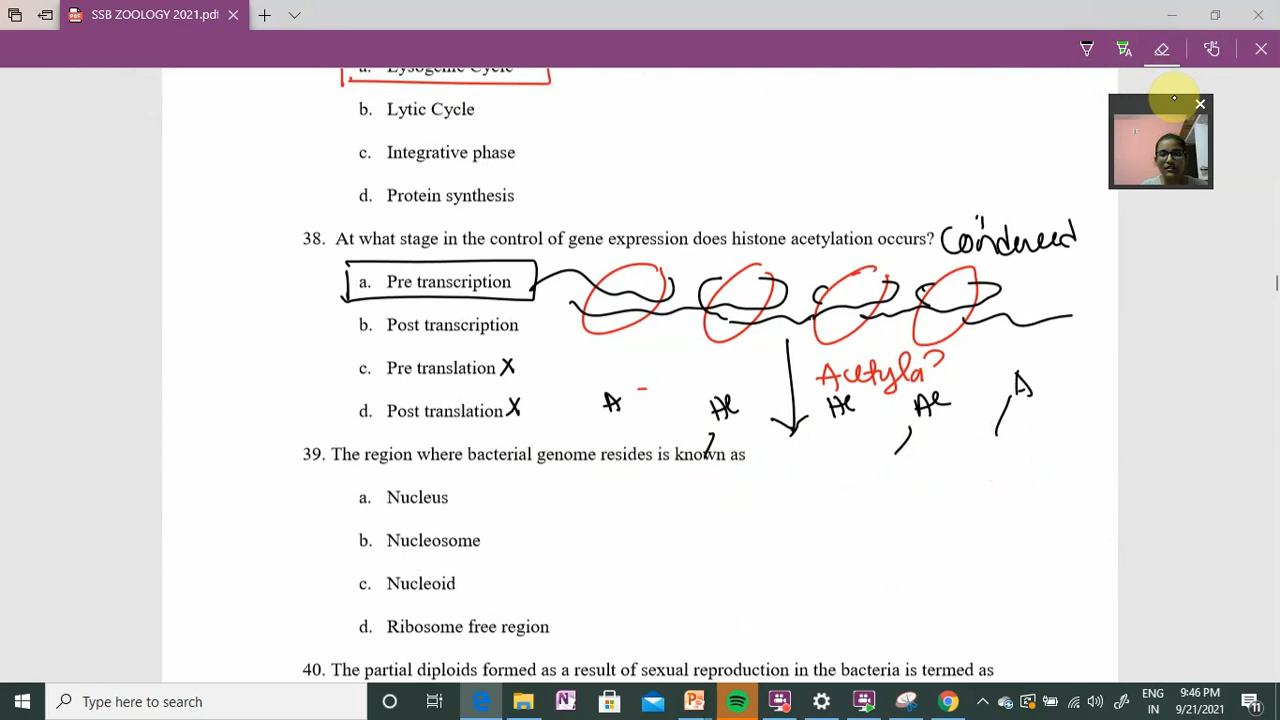 SSB ZOOLOGY 2021.pdf
a. Lysogenic Cycle
b. Lytic Cycle
c. Integrative phase
d. Protein synthesis
38. At what stage in the control of gene expression does histone acetylation occurs?
a. Pre transcription
b. Post transcription
Acetyla?
c. Pre translation X
d. Post translation X
A Ac Ac Ac A
39. The region where bacterial genome resides is known as
a. Nucleus
b. Nucleosome
c. Nucleoid
d. Ribosome free region
40. The partial diploids formed as a result of sexual reproduction in the bacteria is termed as
Type here to search
ENG
IN
9:46 PM
9/21/2021
11